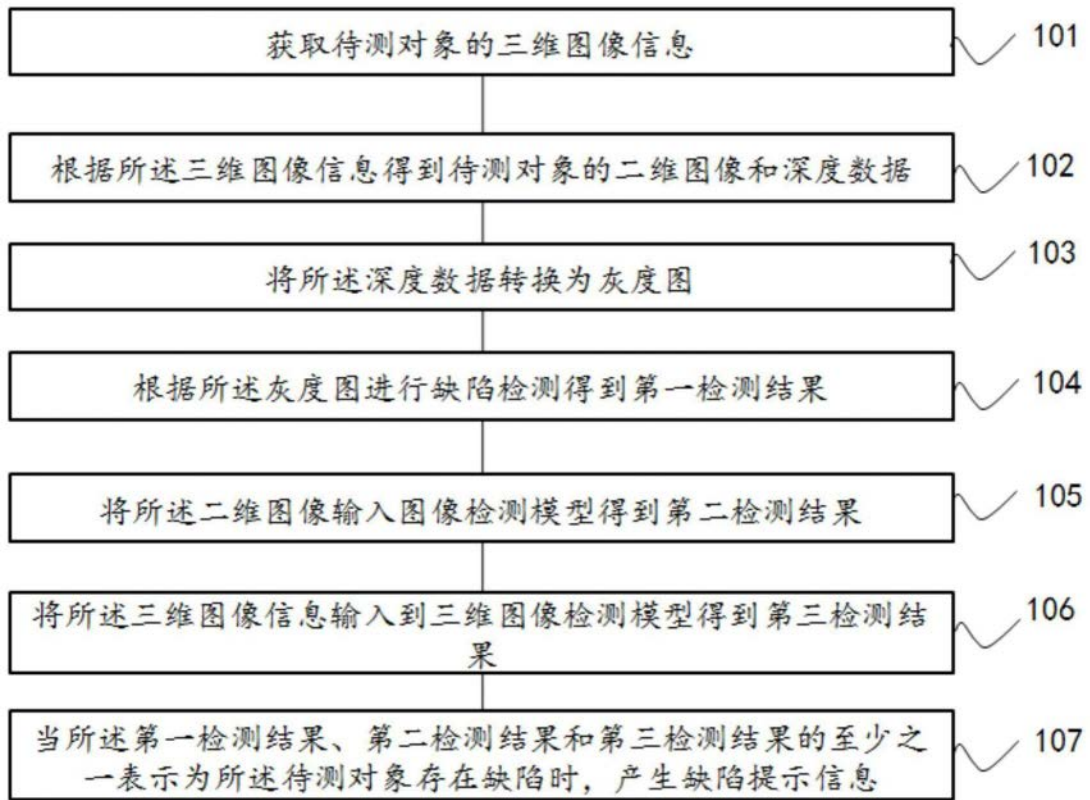 获取待测对象的三维图像信息
101
根据所述三维图像信息得到待测对象的二维图像和深度数据
102
将所述深度数据转换为灰度图
103
根据所述灰度图进行缺陷检测得到第一检测结果
104
将所述二维图像输入图像检测模型得到第二检测结果
105
将所述三维图像信息输入到三维图像检测模型得到第三检测结
果
106
当所述第一检测结果、第二检测结果和第三检测结果的至少之
一表示为所述待测对象存在缺陷时，产生缺陷提示信息
107